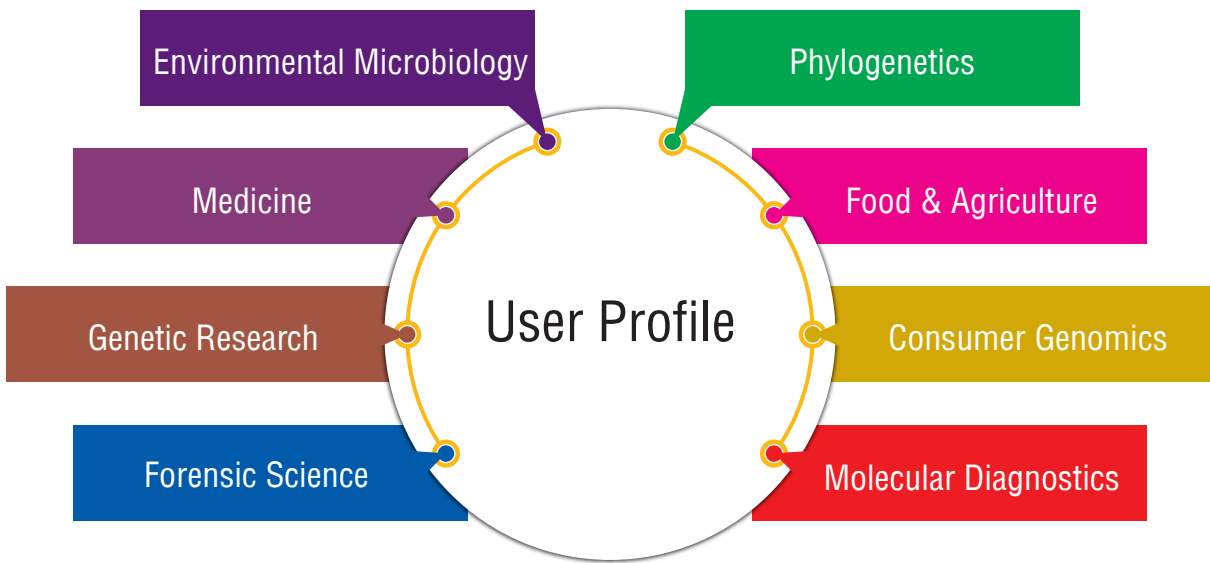 Environmental Microbiology
Phylogenetics
Medicine
Food & Agriculture
Genetic Research
User Profile
Consumer Genomics
Forensic Science
Molecular Diagnostics